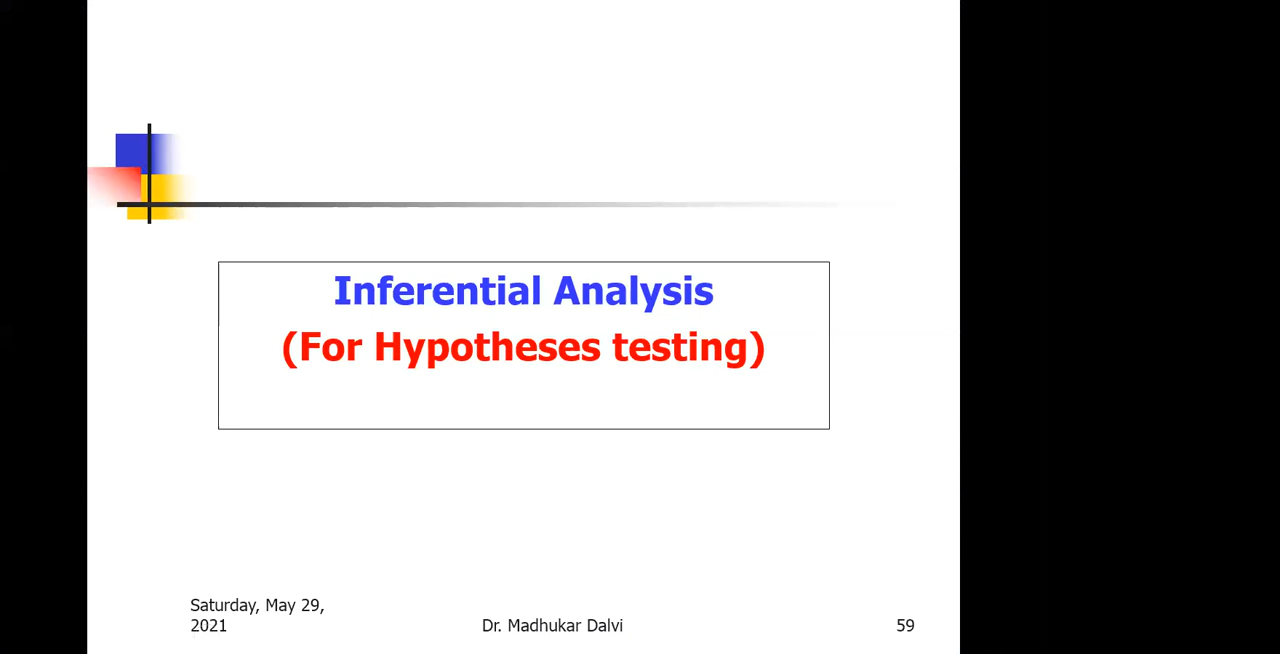 Inferential Analysis
(For Hypotheses testing)
Saturday, May 29,
2021
Dr. Madhukar Dalvi
59